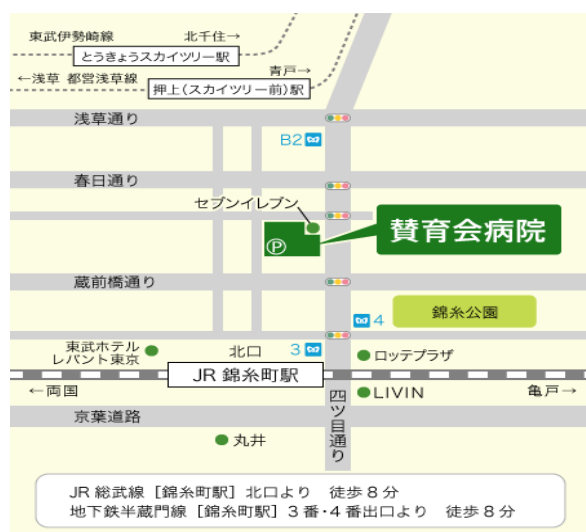 東武伊勢崎線
北千住→
とうきょうスカイツリー駅
青戸→
←浅草 都営浅草線
押上(スカイツリー前)駅
浅草通り
B2
春日通り
セブンイレブン
賛育会病院
P
蔵前橋通り
錦糸公園
4
東武ホテル
レバント東京
北口
3
ロッテプラザ
JR 錦糸町駅
←両国
四ツ目通り
LIVIN
亀戸→
京葉道路
丸井
JR 総武線[錦糸町駅]北口より 徒歩8分
地下鉄半蔵門線[錦糸町駅]3番・4番出口より 徒歩8分